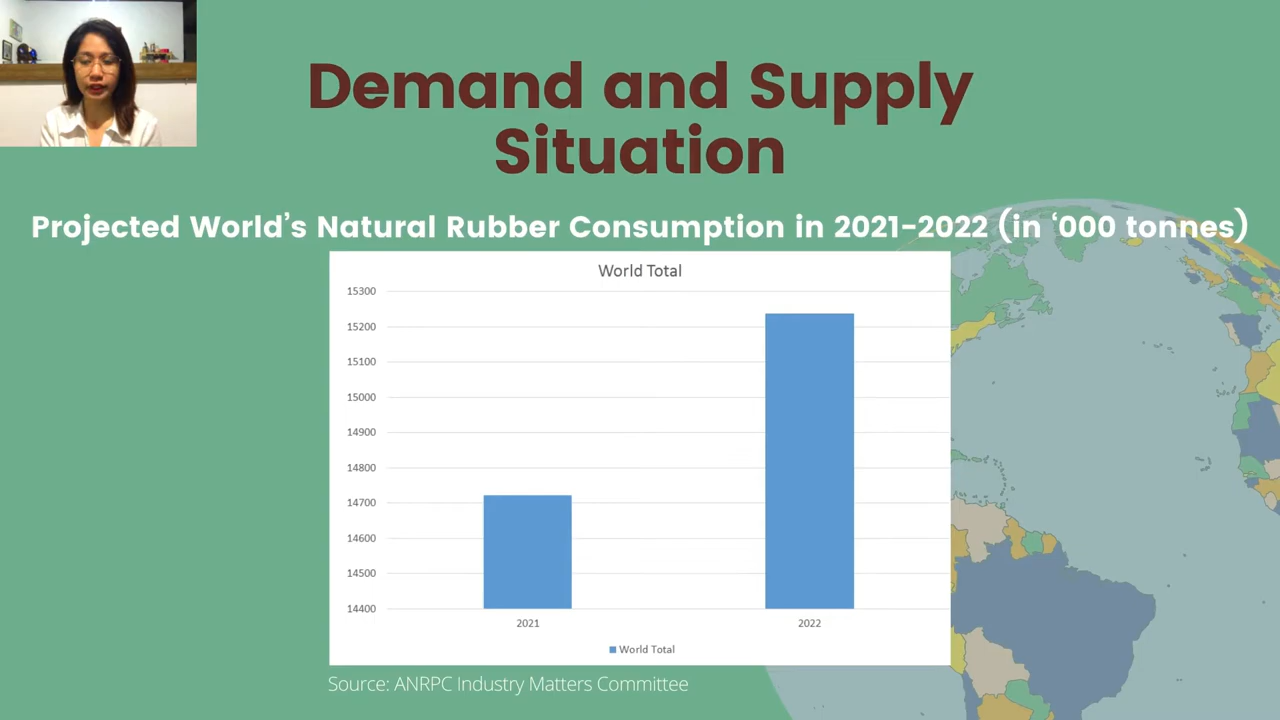 Demand and Supply
Situation
Projected World’s Natural Rubber Consumption in 2021-2022 (in ‘000 tonnes)
World Total
15300
15200
15100
15000
14900
14800
14700
14600
14500
14400
2021
2022
World Total
Source: ANRPC Industry Matters Committee